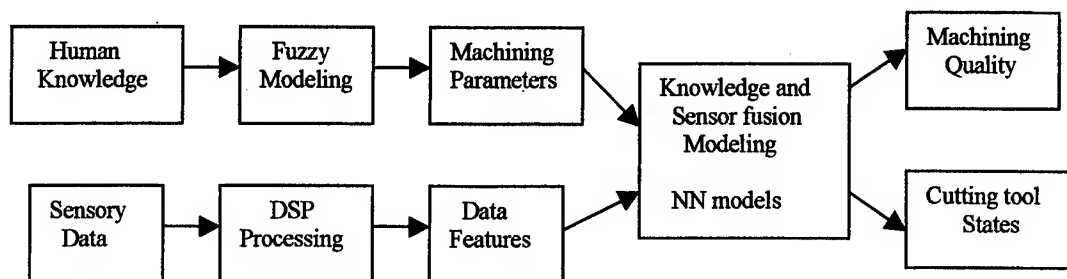 Human
Knowledge
Fuzzy
Modeling
Machining
Parameters
Knowledge and
Sensor fusion
Modeling
NN models
Machining
Quality
Sensory
Data
DSP
Processing
Data
Features
Cutting tool
States